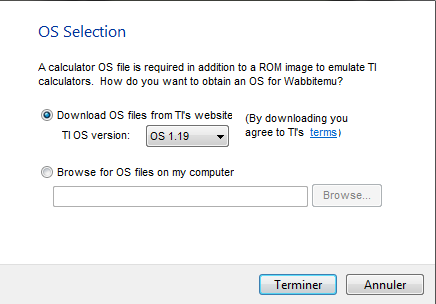 OS Selection
A calculator OS file is required in addition to a ROM image to emulate TI
calculators. How do you want to obtain an OS for Wabbitemu?
Download OS files from TI's website
(By downloading you
agree to TI's terms)
TI OS version: OS 1.19
Browse for OS files on my computer
Browse...
Terminer Annuler